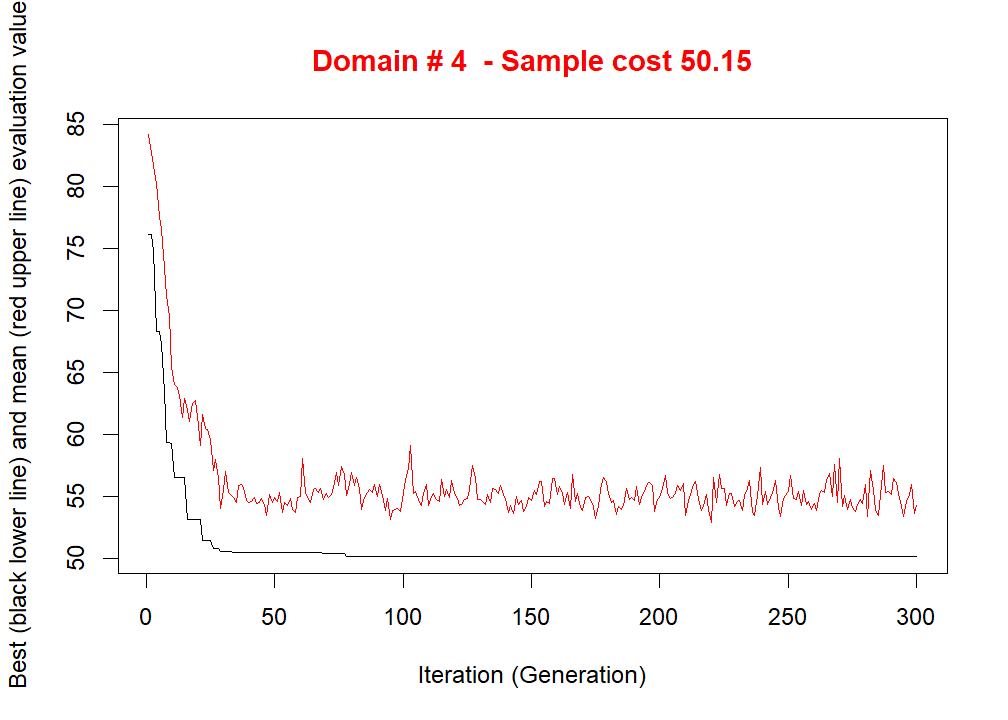 Domain # 4  - Sample cost 50.15
Best (black lower line) and mean (red upper line) evaluation value
85
80
75
70
65
60
55
50
0 50 100 150 200 250 300
Iteration (Generation)